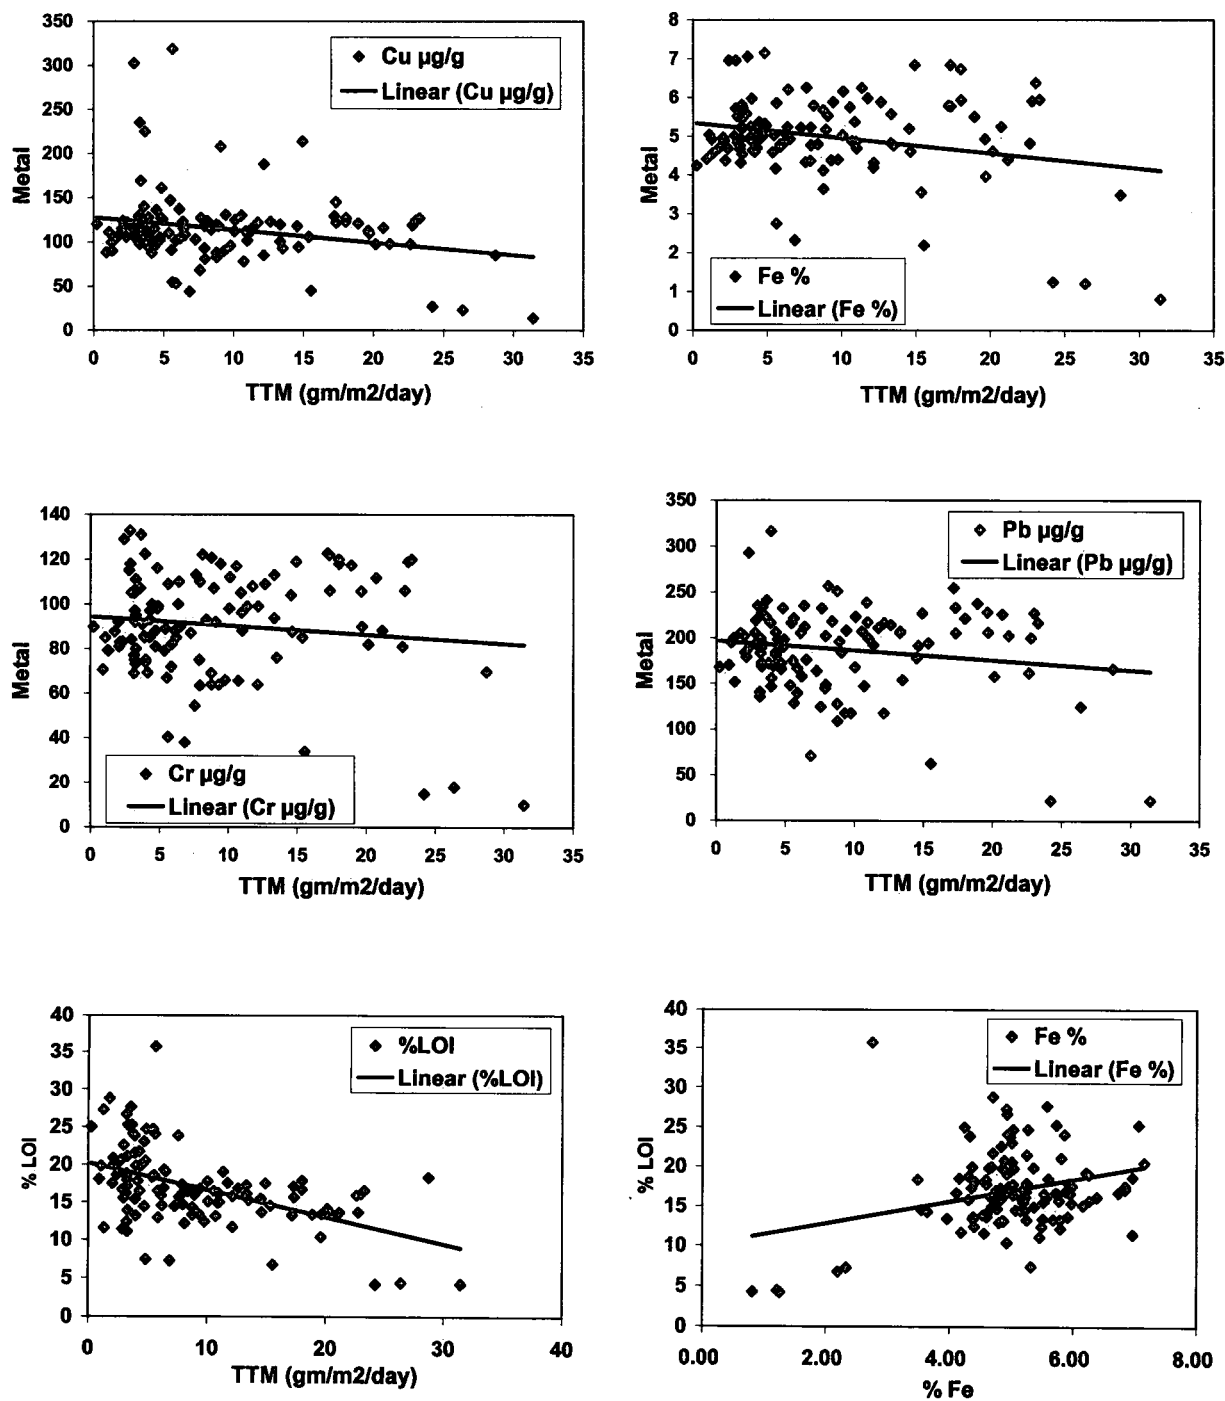 350
300
250
200
150
100
50
0
Metal
Cu µg/g
Linear (Cu µg/g)
0 5 10 15 20 25 30 35
TTM (gm/m2/day)
8
7
6
5
4
3
2
1
0
Metal
Fe %
Linear (Fe %)
0 5 10 15 20 25 30 35
TTM (gm/m2/day)
140
120
100
80
60
40
20
0
Metal
Cr µg/g
Linear (Cr µg/g)
0 5 10 15 20 25 30 35
TTM (gm/m2/day)
350
300
250
200
150
100
50
0
Metal
Pb µg/g
Linear (Pb µg/g)
0 5 10 15 20 25 30 35
TTM (gm/m2/day)
40
35
30
25
20
15
10
5
0
% LOI
%LOI
Linear (%LOI)
0 10 20 30 40
TTM (gm/m2/day)
40
35
30
25
20
15
10
5
0
% LOI
Fe %
Linear (Fe %)
0.00 2.00 4.00 6.00 8.00
% Fe